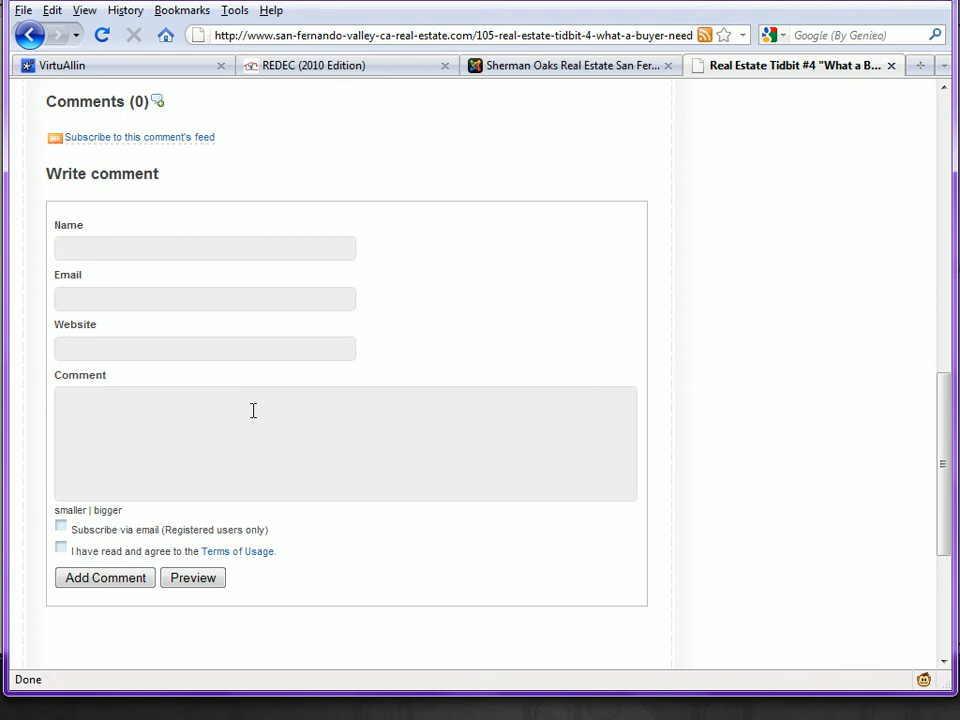 File Edit View History Bookmarks Tools Help
http://www.san-fernando-valley-ca-real-estate.com/105-real-estate-tidbit-4-what-a-buyer-need
Google (By Genieo)
VirtuAllin
REDEC (2010 Edition)
Sherman Oaks Real Estate San Fer...
Real Estate Tidbit #4 "What a B...
Comments (0)
Subscribe to this comment's feed
Write comment
Name
Email
Website
Comment
smaller | bigger
Subscribe via email (Registered users only)
I have read and agree to the Terms of Usage.
Add Comment Preview
Done